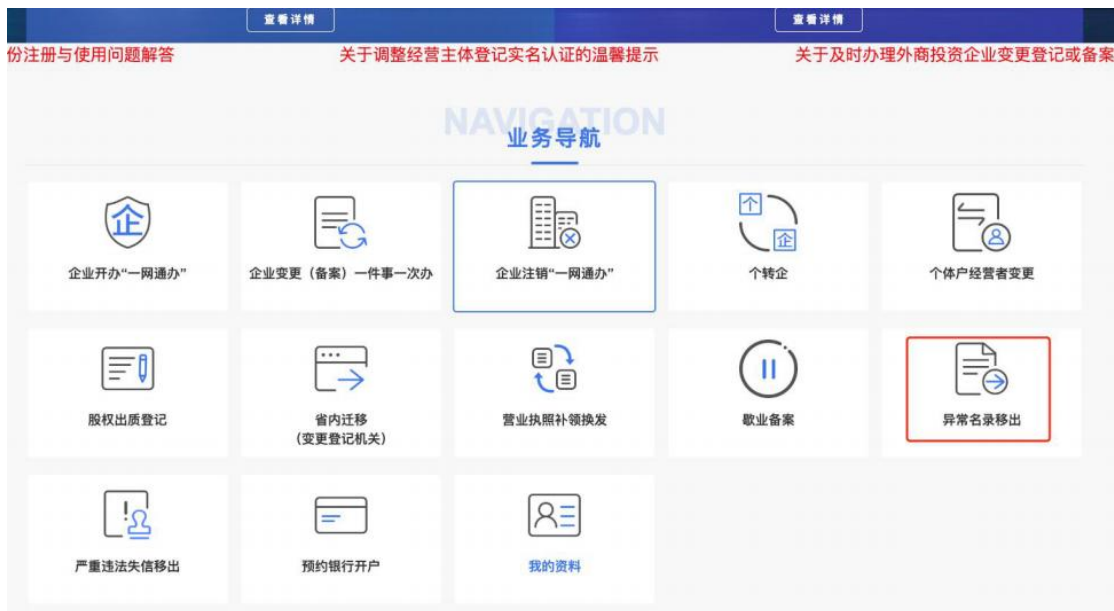 查看详情
查看详情
份注册与使用问题解答
关于调整经营主体登记实名认证的温馨提示
关于及时办理外商投资企业变更登记或备案
NAVIGATION
业务导航
企
企业开办“一网通办”
企业变更（备案）一件事一次办
企业注销“一网通办”
个
企
个转企
个体户经营者变更
股权出质登记
省内迁移
(变更登记机关)
营业执照补领换发
歇业备案
异常名录移出
严重违法失信移出
预约银行开户
我的资料